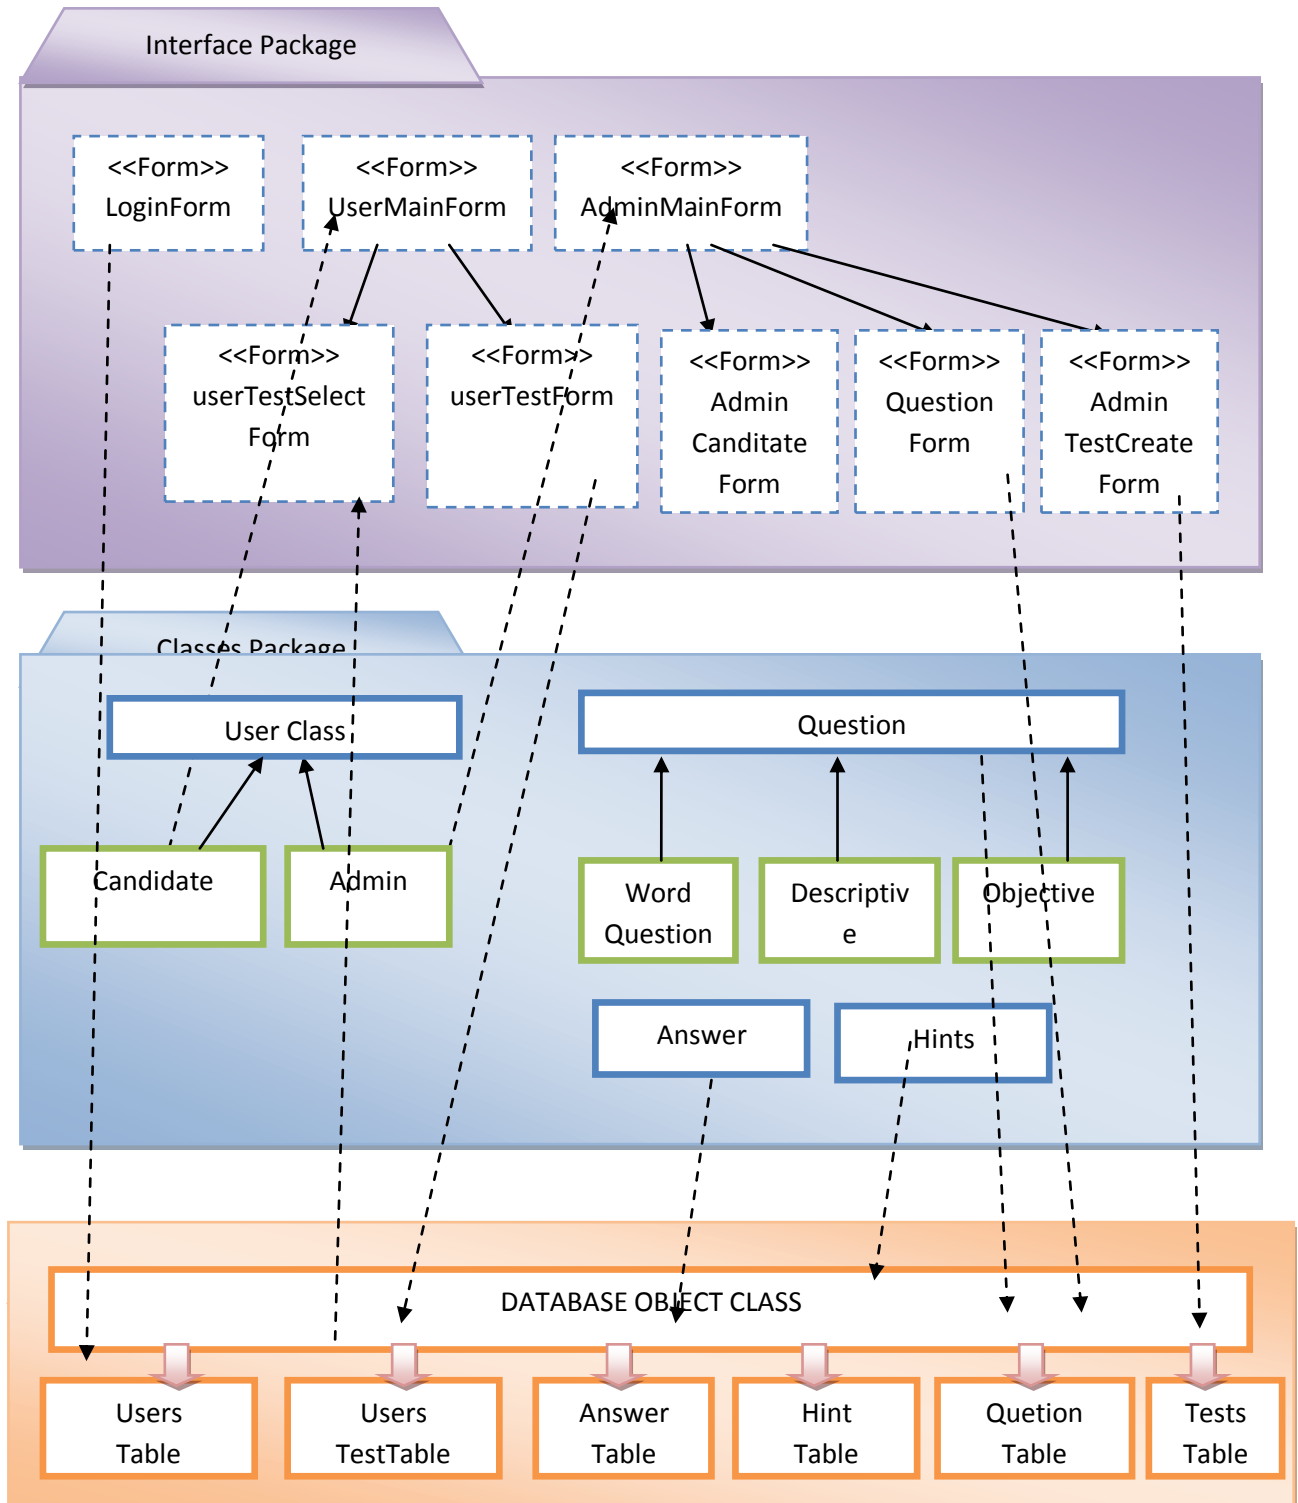 Interface Package
<<Form>>
LoginForm
<<Form>>
UserMainForm
<<Form>>
AdminMainForm
<<Form>>
userTestSelect
Form
<<Form>>
userTestForm
<<Form>>
Admin
Canditate
Form
<<Form>>
Question
Form
<<Form>>
Admin
TestCreate
Form
Classes Package
User Class
Question
Candidate
Admin
Word
Question
Descriptiv
e
Objective
Answer
Hints
DATABASE OBJECT CLASS
Users
Table
Users
TestTable
Answer
Table
Hint
Table
Quetion
Table
Tests
Table